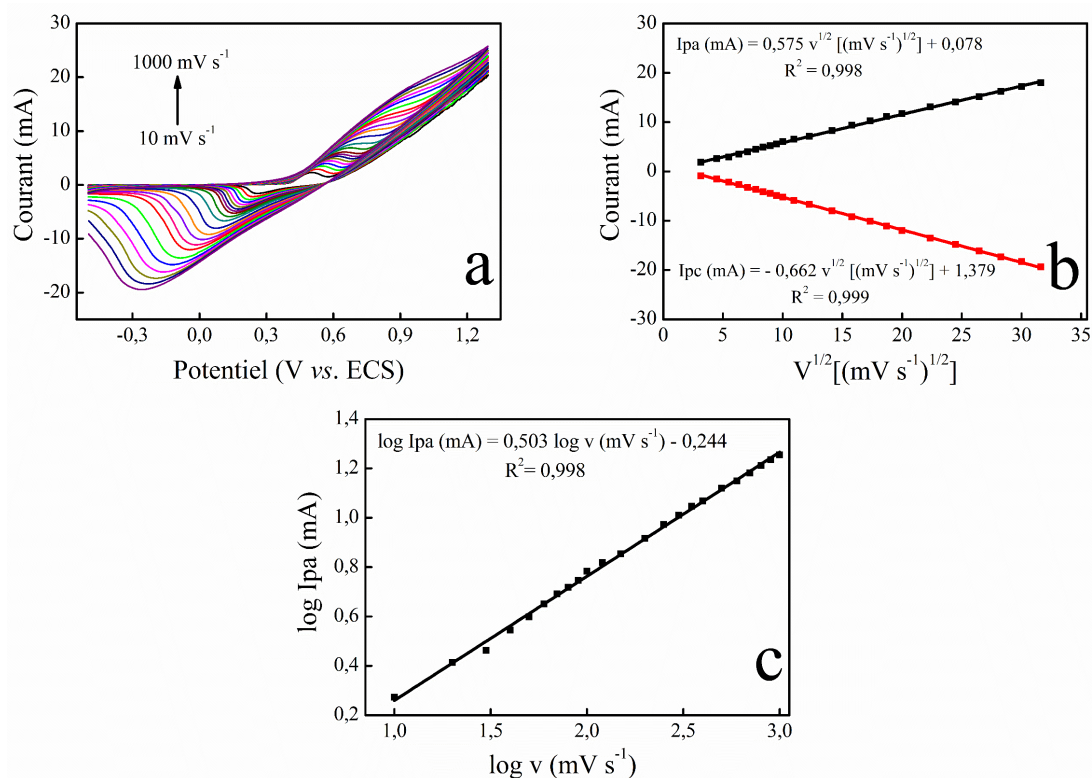 30
20
10
0
-10
-20
Courant (mA)
1000 mV s⁻¹
10 mV s⁻¹
a
-0,3 0,0 0,3 0,6 0,9 1,2
Potentiel (V vs. ECS)
30
20
10
0
-10
-20
-30
Courant (mA)
Ipa (mA) = 0,575 v^{1/2} [(mV s⁻¹)^{1/2}] + 0,078
R² = 0,998
b
Ipc (mA) = - 0,662 v^{1/2} [(mV s⁻¹)^{1/2}] + 1,379
R² = 0,999
0 5 10 15 20 25 30 35
V^{1/2}[(mV s⁻¹)^{1/2}]
1,4
1,2
1,0
0,8
0,6
0,4
0,2
log Ipa (mA)
log Ipa (mA) = 0,503 log v (mV s⁻¹) - 0,244
R²= 0,998
c
1,0 1,5 2,0 2,5 3,0
log v (mV s⁻¹)